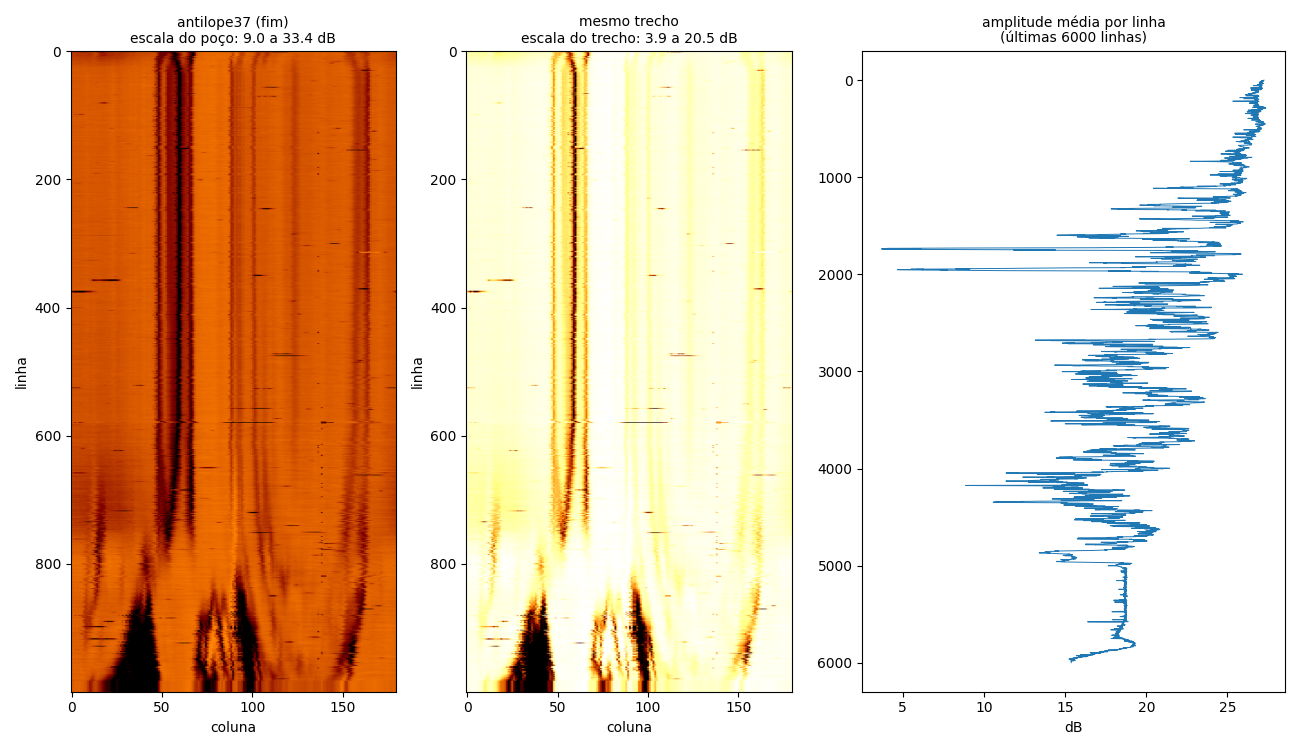 antilope37 (fim)
escala do poço: 9.0 a 33.4 dB
mesmo trecho
escala do trecho: 3.9 a 20.5 dB
amplitude média por linha
(últimas 6000 linhas)
0
200
400
600
800
linha
0
50
100
150
coluna
0
200
400
600
800
linha
0
50
100
150
coluna
0
1000
2000
3000
4000
5000
6000
5
10
15
20
25
dB